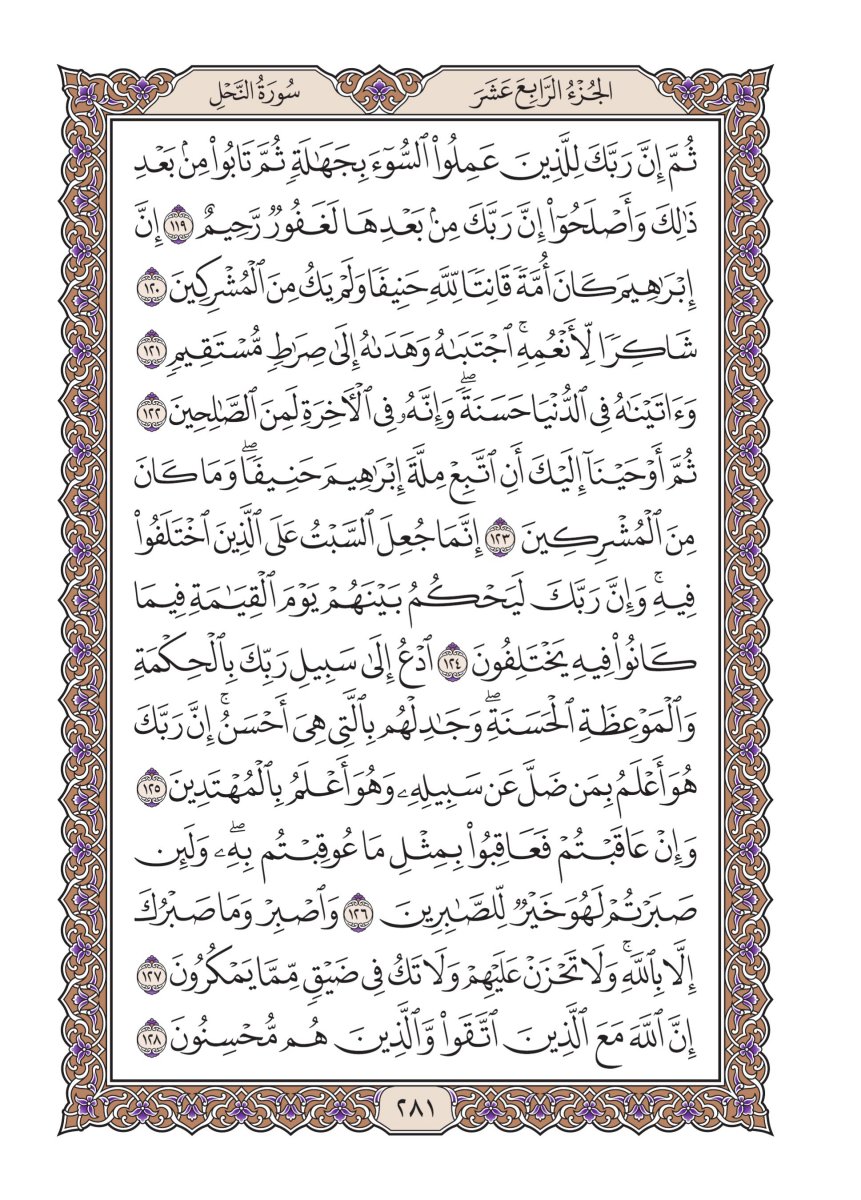 الجُزْءُ الرَّابِعَ عَشَرَ
سُورَةُ النَّحْلِ
ثُمَّ إِنَّ رَبَّكَ لِلَّذِينَ عَمِلُوا۟ ٱلسُّوٓءَ بِجَهَٰلَةٍ ثُمَّ تَابُوا۟ مِنۢ بَعْدِ
ذَٰلِكَ وَأَصْلَحُوٓا۟ إِنَّ رَبَّكَ مِنۢ بَعْدِهَا لَغَفُورٌ رَّحِيمٌ ١١٩ إِنَّ
إِبْرَٰهِيمَ كَانَ أُمَّةً قَانِتًا لِّلَّهِ حَنِيفًا وَلَمْ يَكُ مِنَ ٱلْمُشْرِكِينَ ١٢٠
شَاكِرًا لِّأَنْعُمِهِۚ ٱجْتَبَىٰهُ وَهَدَىٰهُ إِلَىٰ صِرَٰطٍ مُّسْتَقِيمٍ ١٢١
وَءَاتَيْنَٰهُ فِى ٱلدُّنْيَا حَسَنَةًۖ وَإِنَّهُۥ فِى ٱلْءَاخِرَةِ لَمِنَ ٱلصَّٰلِحِينَ ١٢٢
ثُمَّ أَوْحَيْنَآ إِلَيْكَ أَنِ ٱتَّبِعْ مِلَّةَ إِبْرَٰهِيمَ حَنِيفًاۖ وَمَا كَانَ
مِنَ ٱلْمُشْرِكِينَ ١٢٣ إِنَّمَا جُعِلَ ٱلسَّبْتُ عَلَى ٱلَّذِينَ ٱخْتَلَفُوا۟
فِيهِۚ وَإِنَّ رَبَّكَ لَيَحْكُمُ بَيْنَهُمْ يَوْمَ ٱلْقِيَٰمَةِ فِيمَا
كَانُوا۟ فِيهِ يَخْتَلِفُونَ ١٢٤ ٱدْعُ إِلَىٰ سَبِيلِ رَبِّكَ بِٱلْحِكْمَةِ
وَٱلْمَوْعِظَةِ ٱلْحَسَنَةِۖ وَجَٰدِلْهُم بِٱلَّتِى هِىَ أَحْسَنُۚ إِنَّ رَبَّكَ
هُوَ أَعْلَمُ بِمَن ضَلَّ عَن سَبِيلِهِۦ وَهُوَ أَعْلَمُ بِٱلْمُهْتَدِينَ ١٢٥
وَإِنْ عَاقَبْتُمْ فَعَاقِبُوا۟ بِمِثْلِ مَا عُوقِبْتُم بِهِۦۖ وَلَئِن
صَبَرْتُمْ لَهُوَ خَيْرٌ لِّلصَّٰبِرِينَ ١٢٦ وَٱصْبِرْ وَمَا صَبْرُكَ
إِلَّا بِٱللَّهِۚ وَلَا تَحْزَنْ عَلَيْهِمْ وَلَا تَكُ فِى ضَيْقٍ مِّمَّا يَمْكُرُونَ ١٢٧
إِنَّ ٱللَّهَ مَعَ ٱلَّذِينَ ٱتَّقَوا۟ وَّٱلَّذِينَ هُم مُّحْسِنُونَ ١٢٨
٢٨١